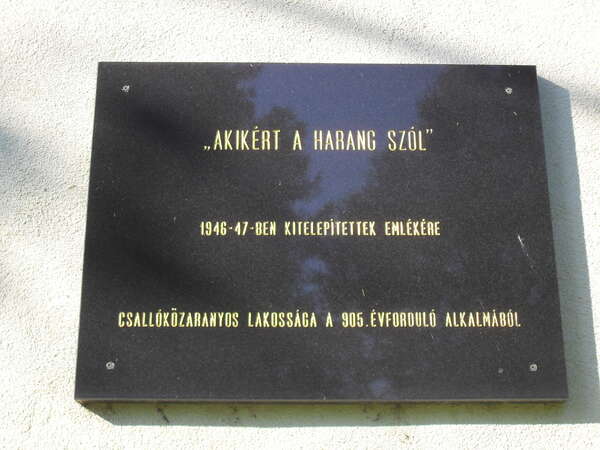 „AKIKÉRT A HARANG SZÓL”
1946-47-BEN KITELEPÍTETTEK EMLÉKÉRE
CSALLÓKÖZARANYOS LAKOSSÁGA A 905. ÉVFORDULÓ ALKALMÁBÓL